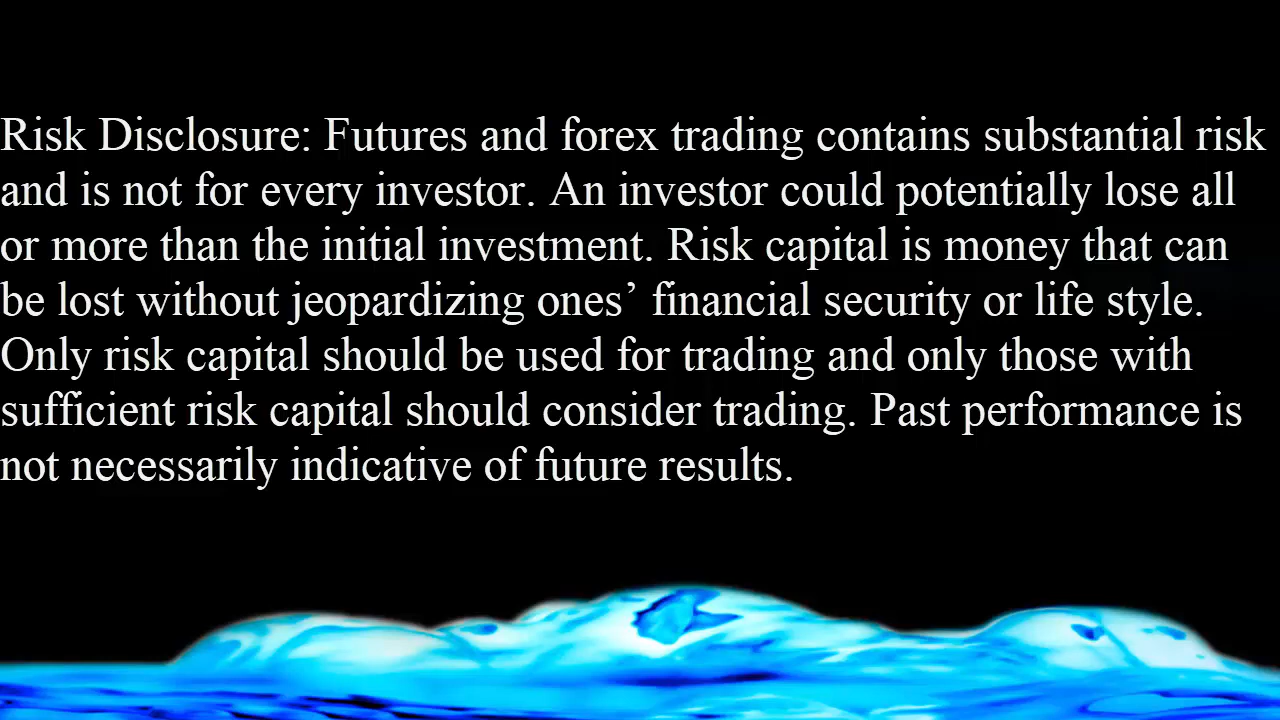 Risk Disclosure: Futures and forex trading contains substantial risk
and is not for every investor. An investor could potentially lose all
or more than the initial investment. Risk capital is money that can
be lost without jeopardizing ones’ financial security or life style.
Only risk capital should be used for trading and only those with
sufficient risk capital should consider trading. Past performance is
not necessarily indicative of future results.